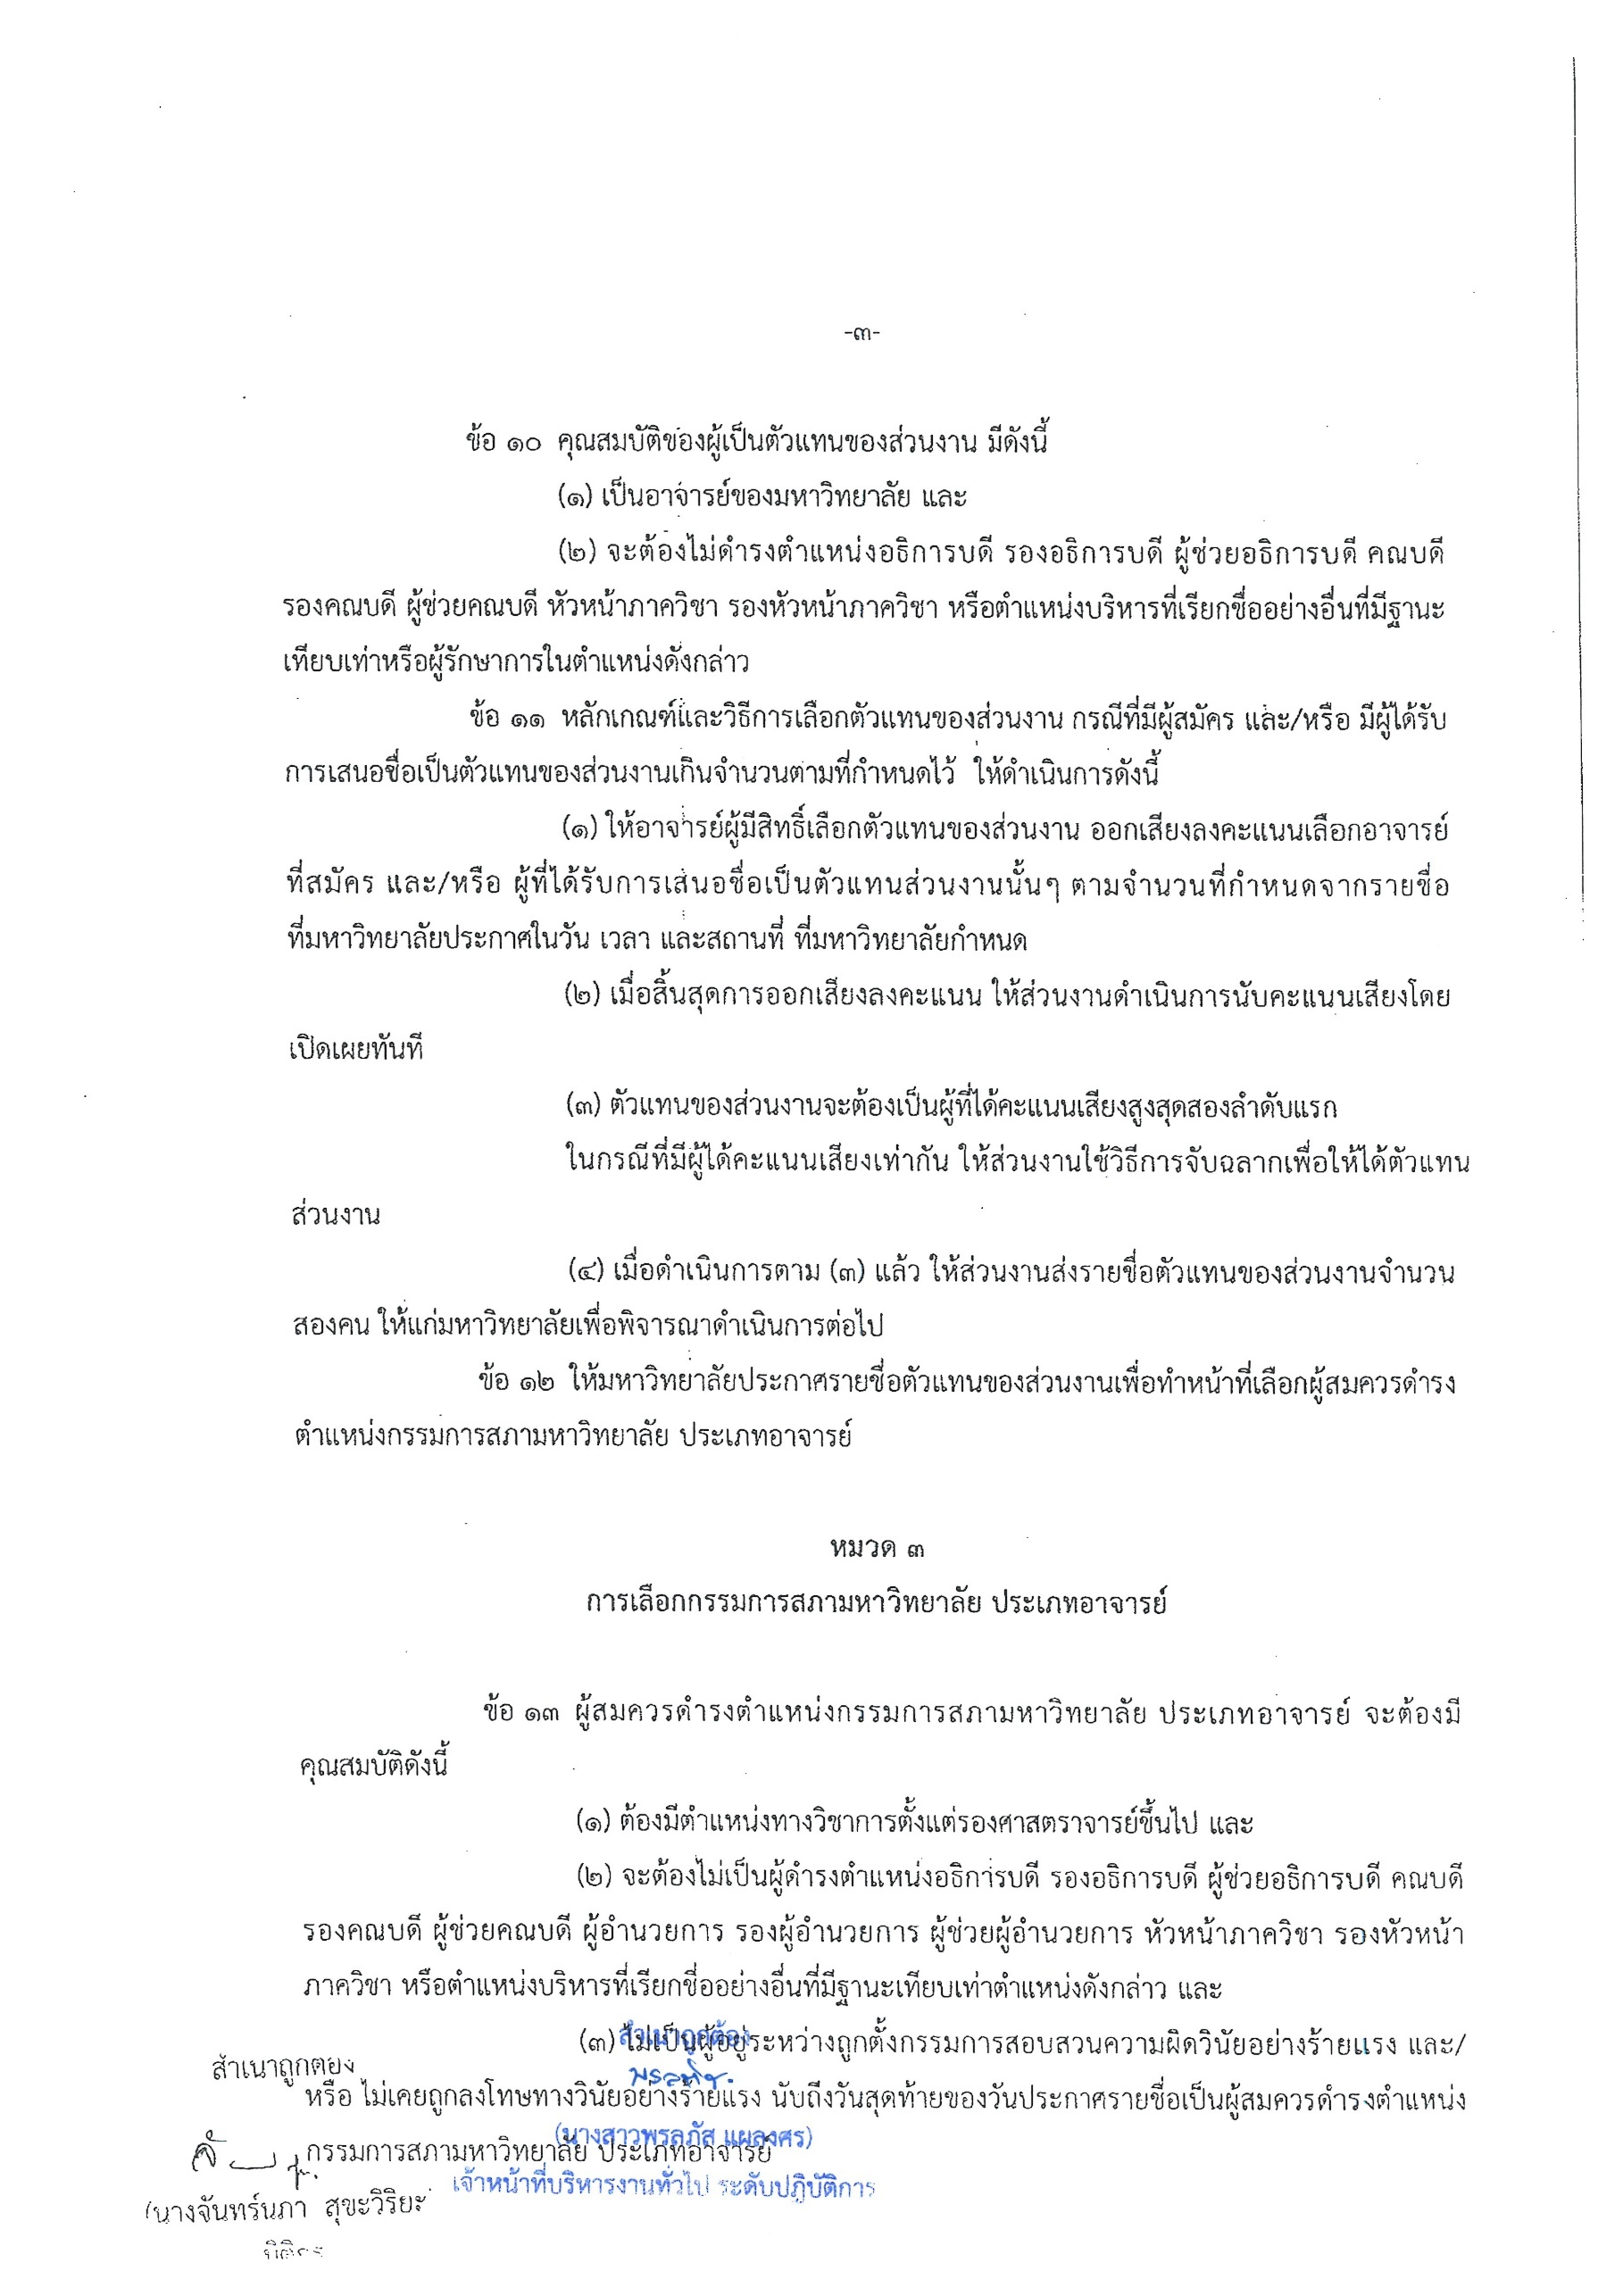 -๓-
ข้อ ๑๐ คุณสมบัติของผู้เป็นตัวแทนของส่วนงาน มีดังนี้
(๑) เป็นอาจารย์ของมหาวิทยาลัย และ
(๒) จะต้องไม่ดำรงตำแหน่งอธิการบดี รองอธิการบดี ผู้ช่วยอธิการบดี คณบดี
รองคณบดี ผู้ช่วยคณบดี หัวหน้าภาควิชา รองหัวหน้าภาควิชา หรือตำแหน่งบริหารที่เรียกชื่ออย่างอื่นที่มีฐานะ
เทียบเท่าหรือผู้รักษาการในตำแหน่งดังกล่าว
ข้อ ๑๑ หลักเกณฑ์และวิธีการเลือกตัวแทนของส่วนงาน กรณีที่มีผู้สมัคร และ/หรือ มีผู้ได้รับ
การเสนอชื่อเป็นตัวแทนของส่วนงานเกินจำนวนตามที่กำหนดไว้ ให้ดำเนินการดังนี้
(๑) ให้อาจารย์ผู้มีสิทธิ์เลือกตัวแทนของส่วนงาน ออกเสียงลงคะแนนเลือกอาจารย์
ที่สมัคร และ/หรือ ผู้ที่ได้รับการเสนอชื่อเป็นตัวแทนส่วนงานนั้นๆ ตามจำนวนที่กำหนดจากรายชื่อ
ที่มหาวิทยาลัยประกาศในวัน เวลา และสถานที่ ที่มหาวิทยาลัยกำหนด
(๒) เมื่อสิ้นสุดการออกเสียงลงคะแนน ให้ส่วนงานดำเนินการนับคะแนนเสียงโดย
เปิดเผยทันที
(๓) ตัวแทนของส่วนงานจะต้องเป็นผู้ที่ได้คะแนนเสียงสูงสุดสองลำดับแรก
ในกรณีที่มีผู้ได้คะแนนเสียงเท่ากัน ให้ส่วนงานใช้วิธีการจับฉลากเพื่อให้ได้ตัวแทน
ส่วนงาน
(๔) เมื่อดำเนินการตาม (๓) แล้ว ให้ส่วนงานส่งรายชื่อตัวแทนของส่วนงานจำนวน
สองคน ให้แก่มหาวิทยาลัยเพื่อพิจารณาดำเนินการต่อไป
ข้อ ๑๒ ให้มหาวิทยาลัยประกาศรายชื่อตัวแทนของส่วนงานเพื่อทำหน้าที่เลือกผู้สมควรดำรง
ตำแหน่งกรรมการสภามหาวิทยาลัย ประเภทอาจารย์
หมวด ๓
การเลือกกรรมการสภามหาวิทยาลัย ประเภทอาจารย์
ข้อ ๑๓ ผู้สมควรดำรงตำแหน่งกรรมการสภามหาวิทยาลัย ประเภทอาจารย์ จะต้องมี
คุณสมบัติดังนี้
(๑) ต้องมีตำแหน่งทางวิชาการตั้งแต่รองศาสตราจารย์ขึ้นไป และ
(๒) จะต้องไม่เป็นผู้ดำรงตำแหน่งอธิการบดี รองอธิการบดี ผู้ช่วยอธิการบดี คณบดี
รองคณบดี ผู้ช่วยคณบดี ผู้อำนวยการ รองผู้อำนวยการ ผู้ช่วยผู้อำนวยการ หัวหน้าภาควิชา รองหัวหน้า
ภาควิชา หรือตำแหน่งบริหารที่เรียกชื่ออย่างอื่นที่มีฐานะเทียบเท่าตำแหน่งดังกล่าว และ
(๓) ไม่เป็นผู้อยู่ระหว่างถูกตั้งกรรมการสอบสวนความผิดวินัยอย่างร้ายแรง และ/
หรือ ไม่เคยถูกลงโทษทางวินัยอย่างร้ายแรง นับถึงวันสุดท้ายของวันประกาศรายชื่อเป็นผู้สมควรดำรงตำแหน่ง
กรรมการสภามหาวิทยาลัย ประเภทอาจารย์
สำเนาถูกต้อง
(นางสาวพรลภัส แผลงศร)
เจ้าหน้าที่บริหารงานทั่วไป ระดับปฏิบัติการ
สำเนาถูกต้อง
(นางจันทร์นภา สุขะวิริยะ
นิติกร